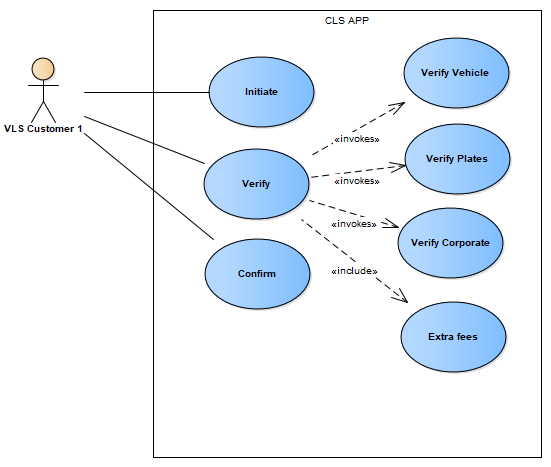 CLS APP
VLS Customer 1
Initiate
Verify
Confirm
Verify Vehicle
«invokes»
Verify Plates
«invokes»
Verify Corporate
«invokes»
Extra fees
«include»